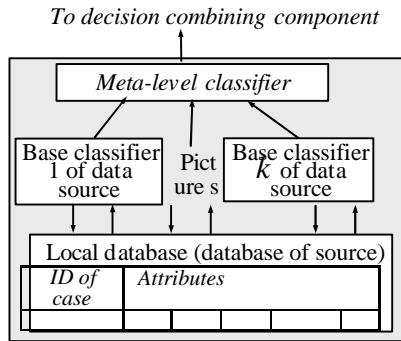 To decision combining component
Meta-level classifier
Base classifier
1 of data
source
Pict
ure s
Base classifier
k of data
source
Local database (database of source)
ID of
case
Attributes